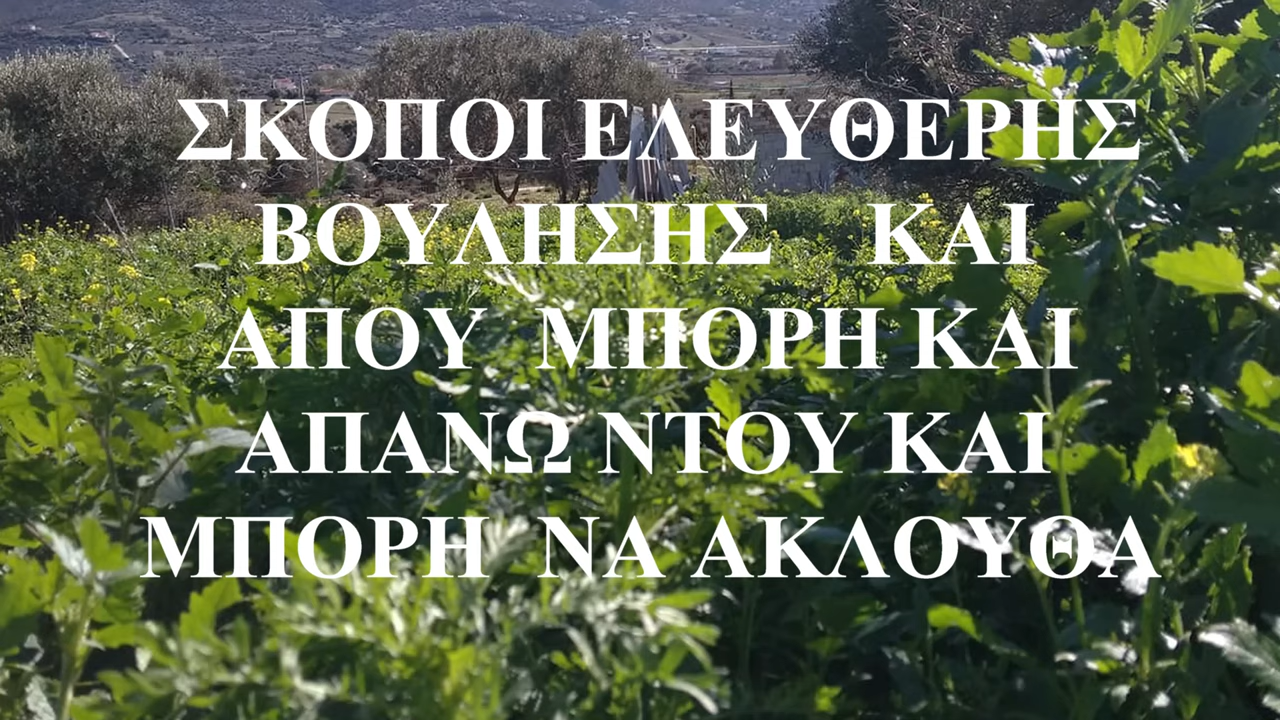 ΣΚΟΠΟΙ ΕΛΕΥΘΕΡΗΣ
ΒΟΥΛΗΣΗΣ ΚΑΙ
ΑΠΟΥ ΜΠΟΡΗ ΚΑΙ
ΑΠΑΝΩ ΝΤΟΥ ΚΑΙ
ΜΠΟΡΗ ΝΑ ΑΚΛΟΥΘΑ